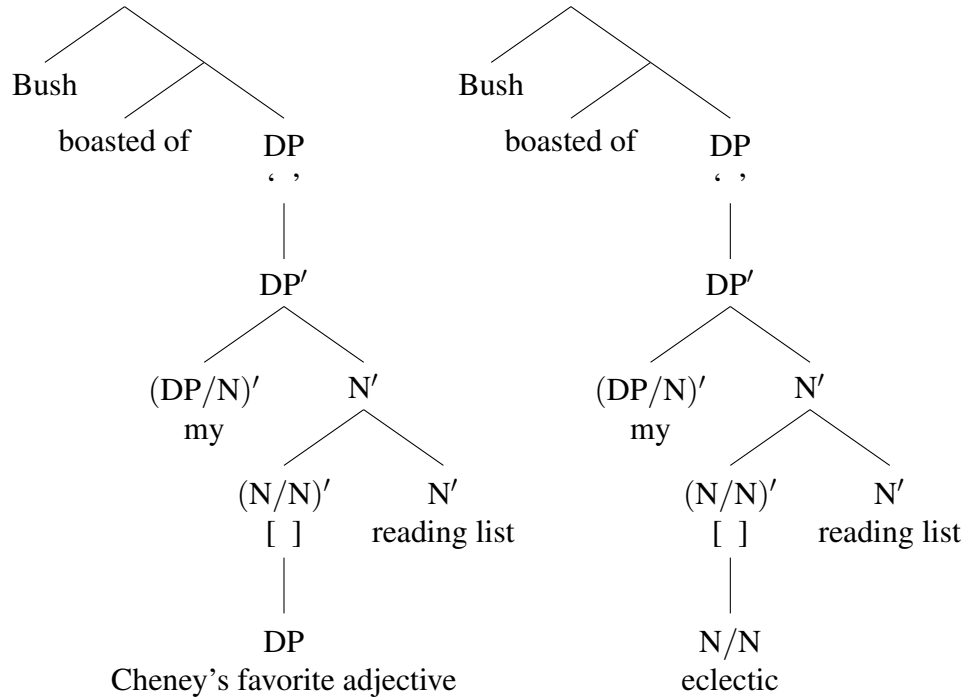 Bush Bush
boasted of DP boasted of DP
‘ ’ ‘ ’
DP′ DP′
(DP/N)′ N′ (DP/N)′ N′
my my
(N/N)′ N′ (N/N)′ N′
[ ] reading list [ ] reading list
DP N/N
Cheney’s favorite adjective eclectic